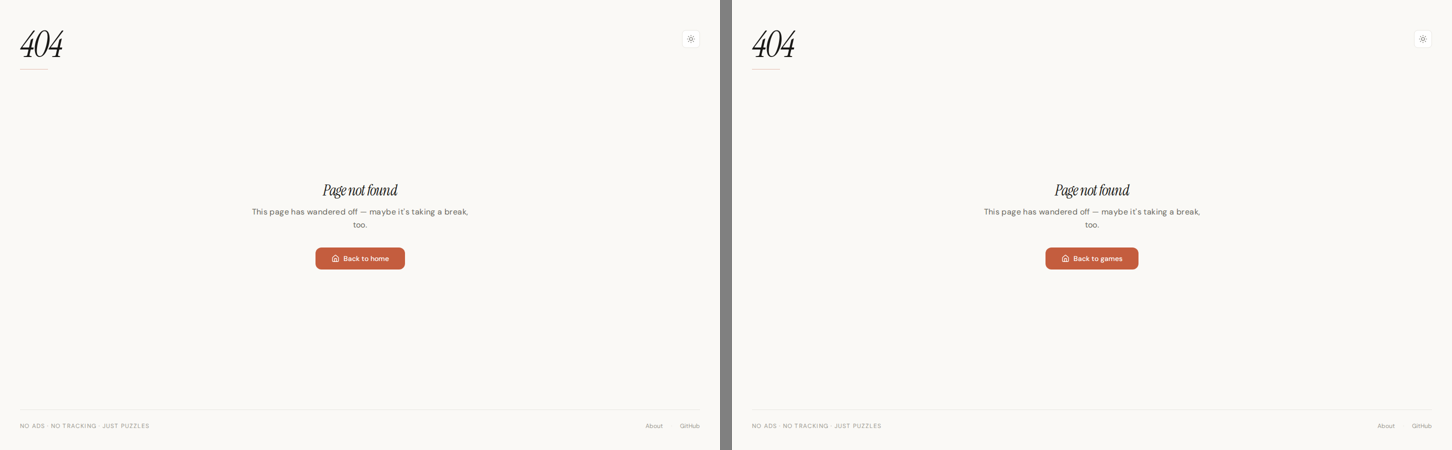 404
Page not found
This page has wandered off — maybe it's taking a break,
too.
Back to home
NO ADS · NO TRACKING · JUST PUZZLES
About
GitHub
404
Page not found
This page has wandered off — maybe it's taking a break,
too.
Back to games
NO ADS · NO TRACKING · JUST PUZZLES
About
GitHub